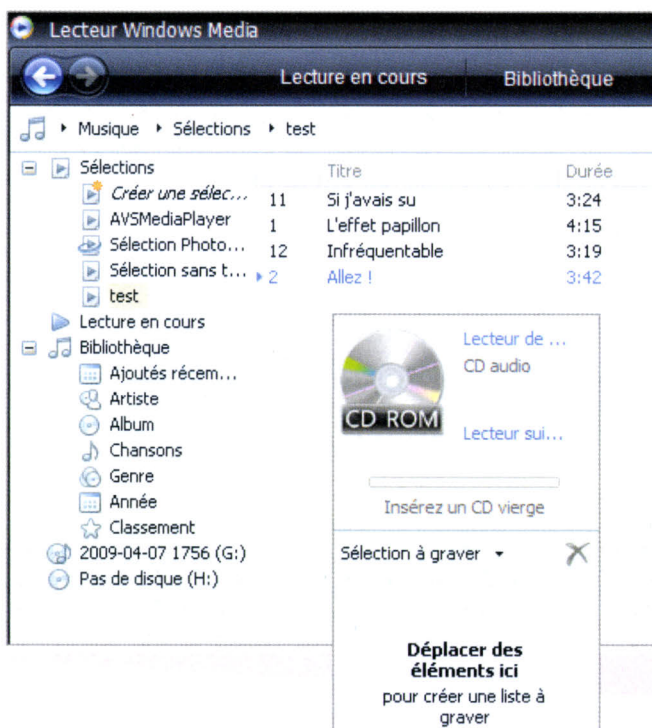 Lecteur Windows Media
Lecture en cours Bibliothèque
Musique Sélections test
Sélections
Créer une sélec...
AVSMediaPlayer
Sélection Photo...
Sélection sans t...
test
Lecture en cours
Bibliothèque
Ajoutés récem...
Artiste
Album
Chansons
Genre
Année
Classement
2009-04-07 1756 (G:)
Pas de disque (H:)
Titre Durée
11 Si j'avais su 3:24
1 L'effet papillon 4:15
12 Infréquentable 3:19
2 Allez ! 3:42
CD ROM
Lecteur de ...
CD audio
Lecteur sui...
Insérez un CD vierge
Sélection à graver
Déplacer des
éléments ici
pour créer une liste à
graver